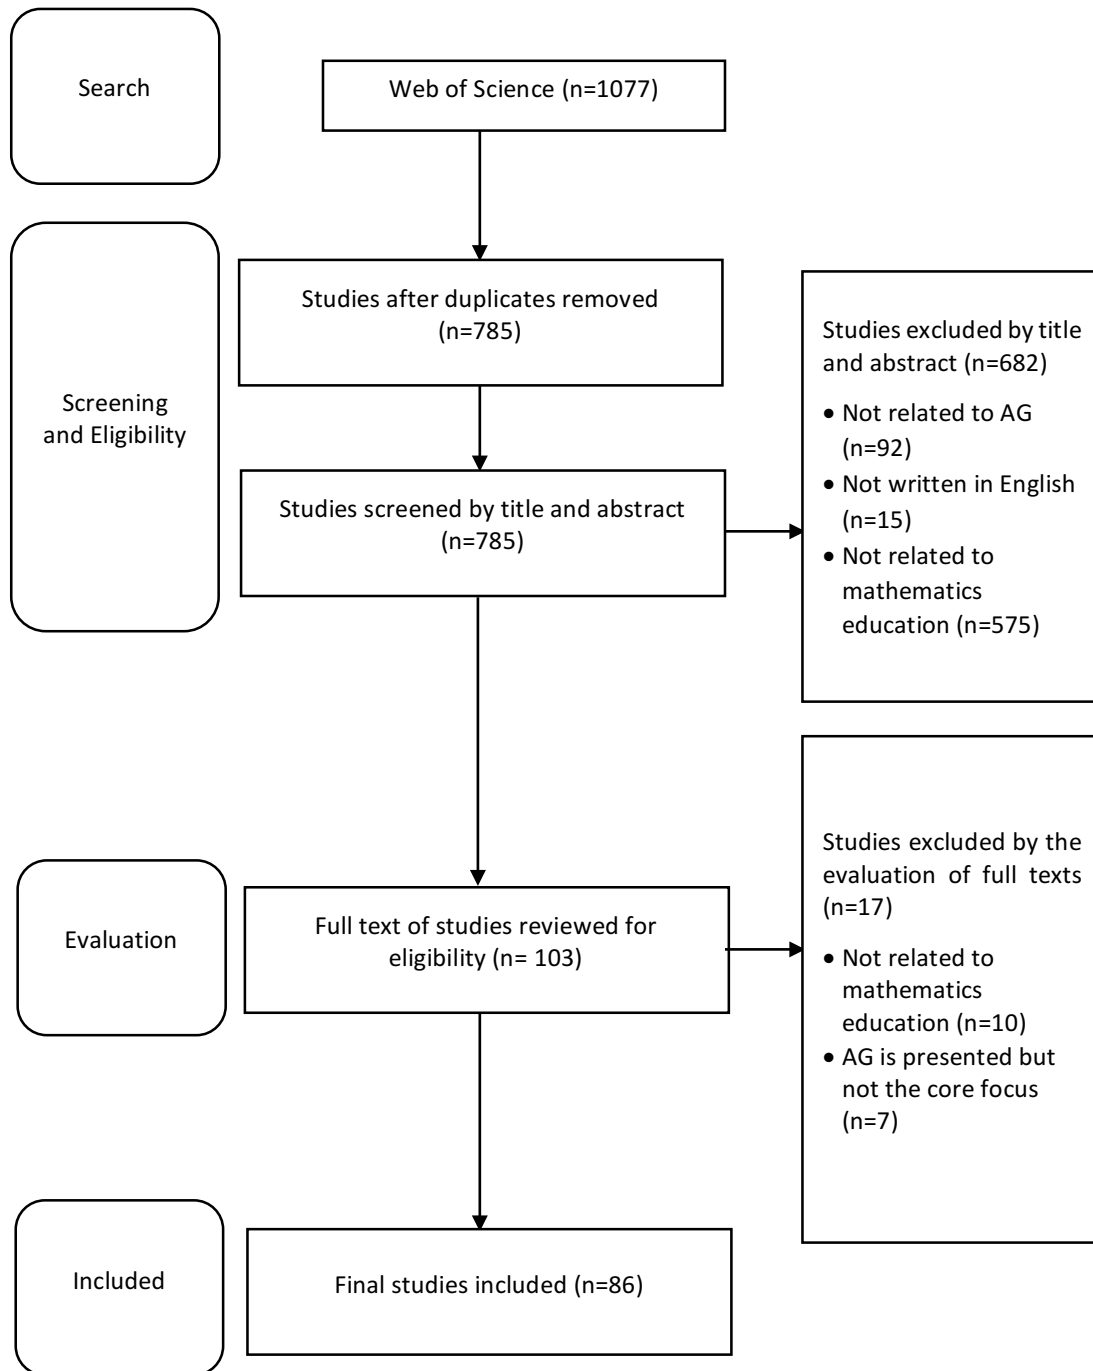 Search
Web of Science (n=1077)
Studies after duplicates removed
(n=785)
Screening
and Eligibility
Studies screened by title and abstract
(n=785)
Studies excluded by title
and abstract (n=682)
• Not related to AG
(n=92)
• Not written in English
(n=15)
• Not related to
mathematics
education (n=575)
Evaluation
Full text of studies reviewed for
eligibility (n= 103)
Studies excluded by the
evaluation of full texts
(n=17)
• Not related to
mathematics
education (n=10)
• AG is presented but
not the core focus
(n=7)
Included
Final studies included (n=86)